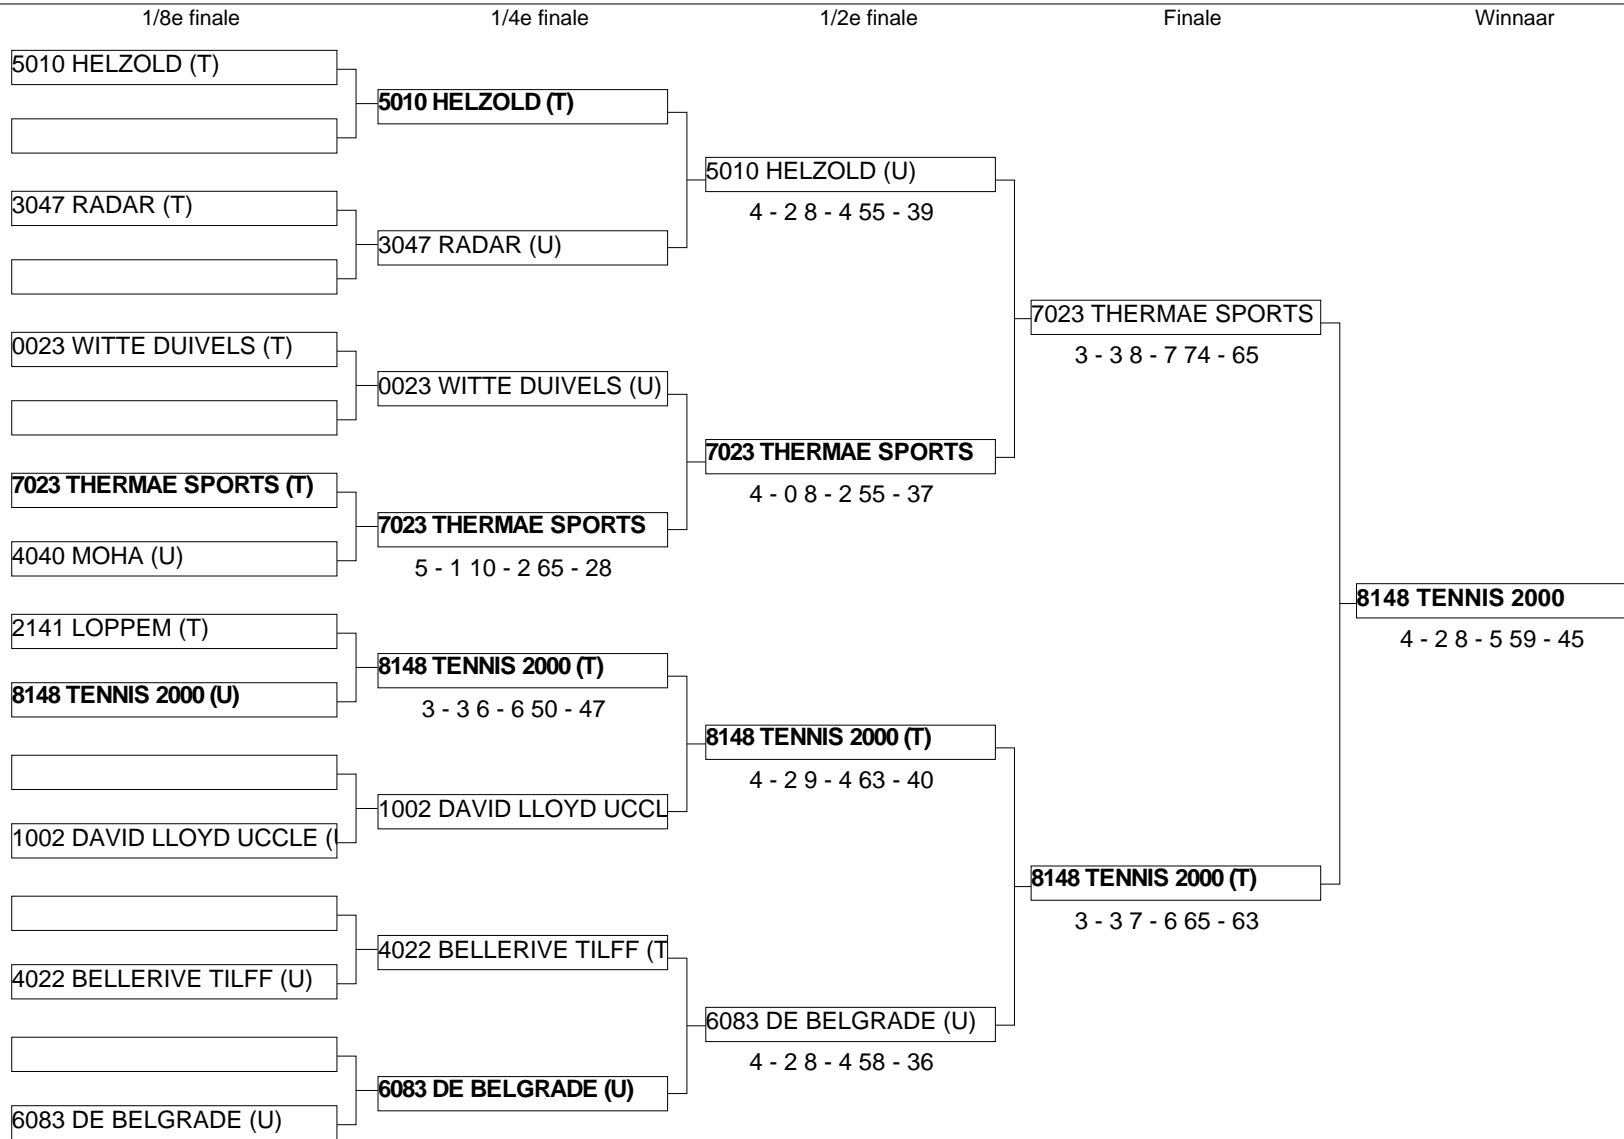 1/8e finale
1/4e finale
1/2e finale
Finale
Winnaar
5010 HELZOLD (T)
3047 RADAR (T)
0023 WITTE DUIVELS (T)
7023 THERMAE SPORTS (T)
4040 MOHA (U)
2141 LOPPEM (T)
8148 TENNIS 2000 (U)
1002 DAVID LLOYD UCCLE (
4022 BELLERIVE TILFF (U)
6083 DE BELGRADE (U)
5010 HELZOLD (T)
3047 RADAR (U)
0023 WITTE DUIVELS (U)
7023 THERMAE SPORTS
5 - 1 10 - 2 65 - 28
8148 TENNIS 2000 (T)
3 - 3 6 - 6 50 - 47
1002 DAVID LLOYD UCCL
4022 BELLERIVE TILFF (T
6083 DE BELGRADE (U)
5010 HELZOLD (U)
4 - 2 8 - 4 55 - 39
7023 THERMAE SPORTS
4 - 0 8 - 2 55 - 37
8148 TENNIS 2000 (T)
4 - 2 9 - 4 63 - 40
6083 DE BELGRADE (U)
4 - 2 8 - 4 58 - 36
7023 THERMAE SPORTS
3 - 3 8 - 7 74 - 65
8148 TENNIS 2000 (T)
3 - 3 7 - 6 65 - 63
8148 TENNIS 2000
4 - 2 8 - 5 59 - 45